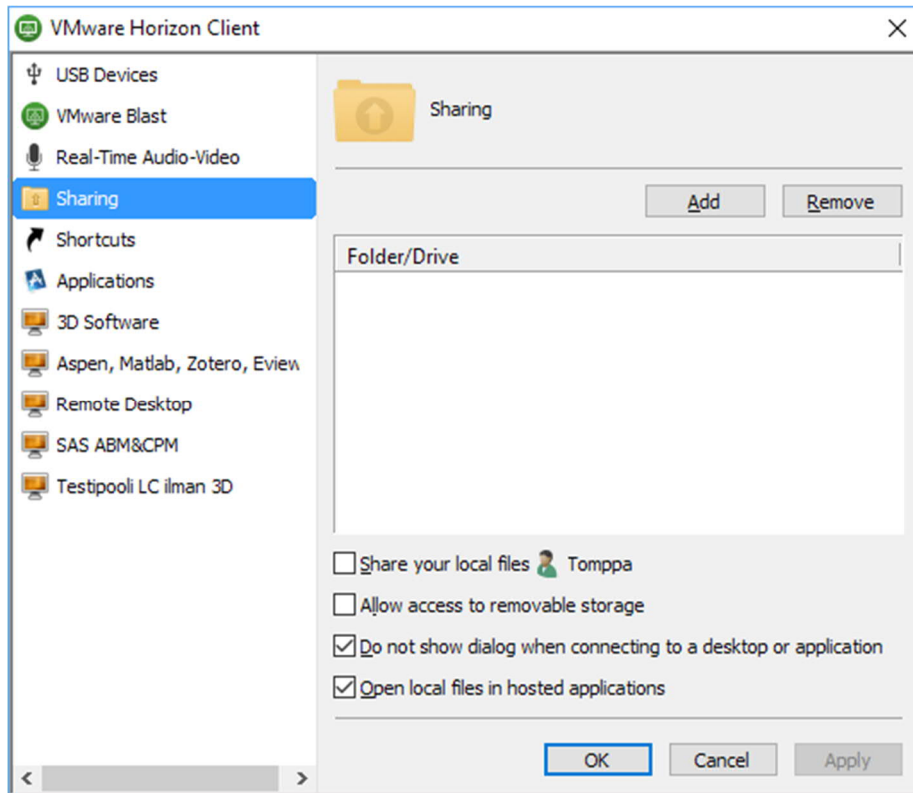 VMware Horizon Client
USB Devices
VMware Blast
Real-Time Audio-Video
Sharing
Shortcuts
Applications
3D Software
Aspen, Matlab, Zotero, Eview
Remote Desktop
SAS ABM&CPM
Testipooli LC ilman 3D
Sharing
Add Remove
Folder/Drive
Share your local files Tomppa
Allow access to removable storage
Do not show dialog when connecting to a desktop or application
Open local files in hosted applications
OK Cancel Apply